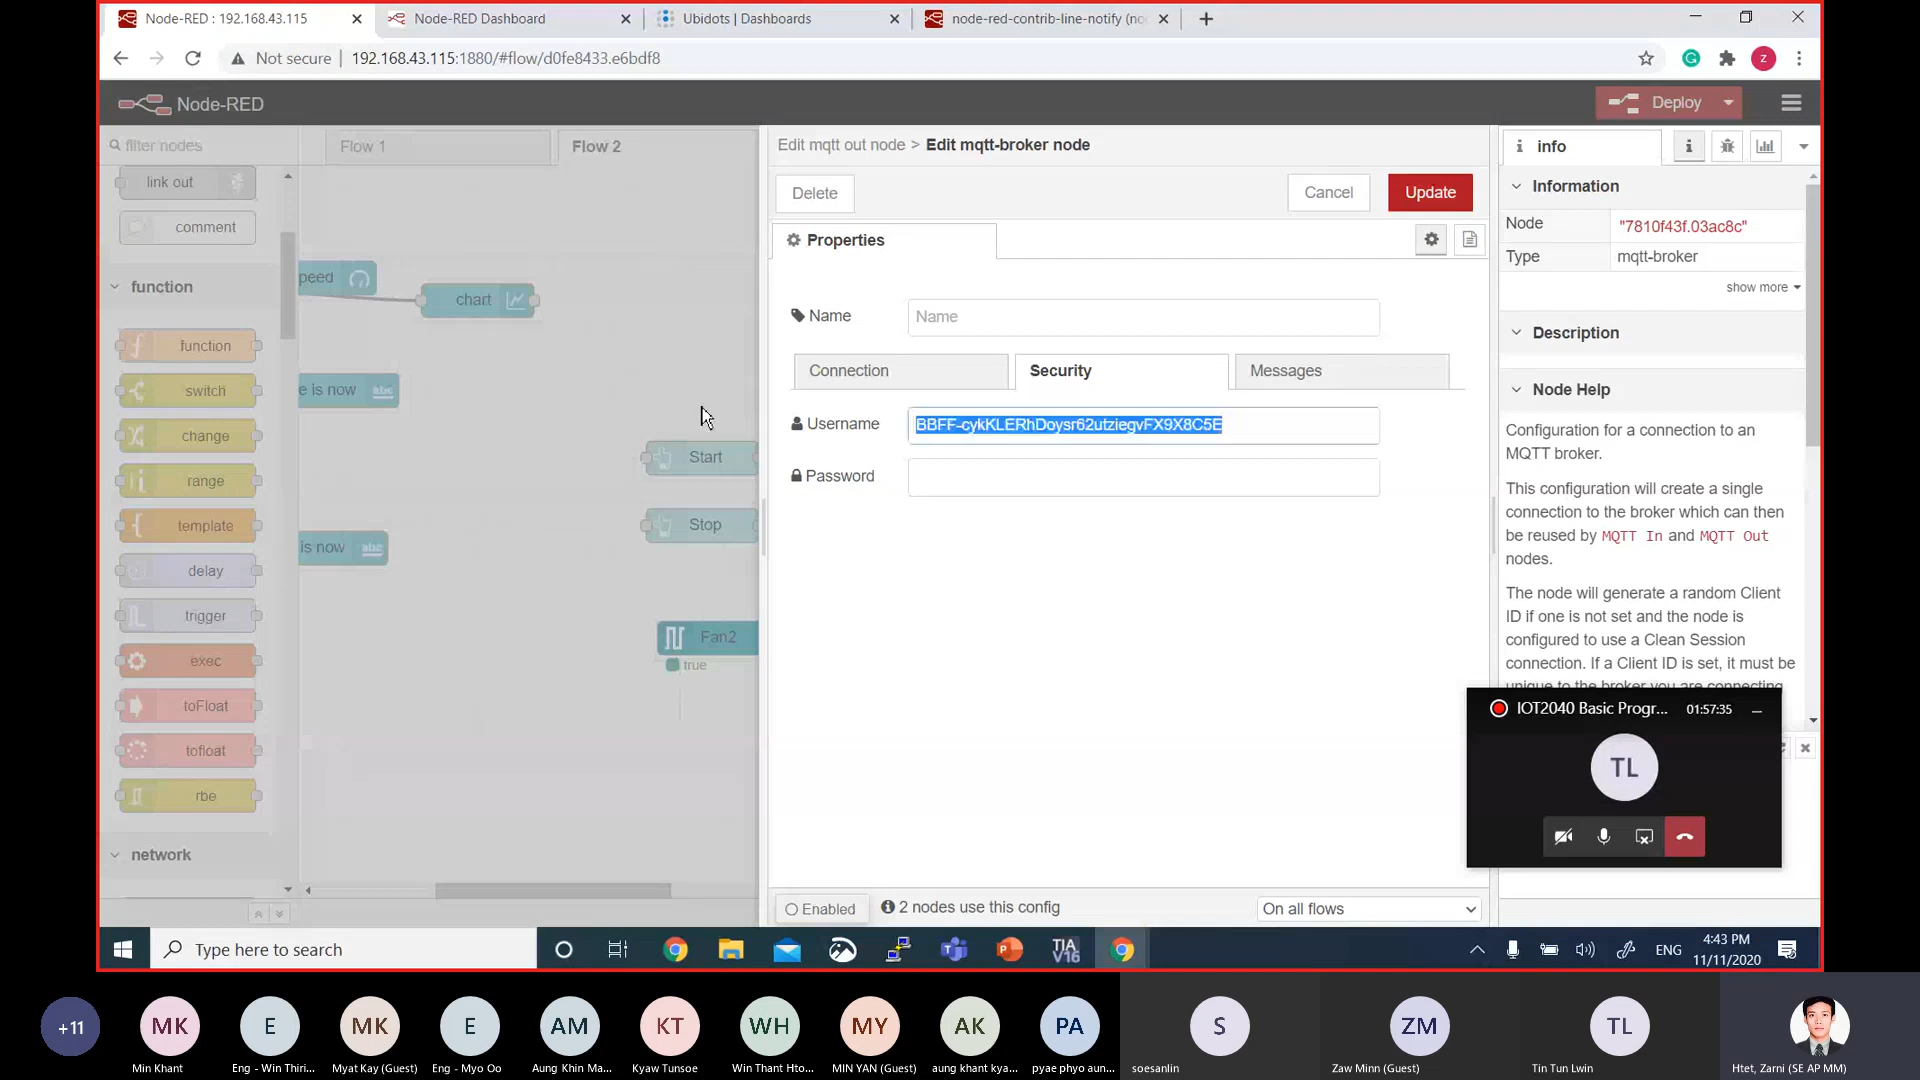 Node-RED : 192.168.43.115
Node-RED Dashboard
Ubidots | Dashboards
node-red-contrib-line-notify (no
Not secure
192.168.43.115:1880/#flow/d0fe8433.e6bdf8
Z
Node-RED
Deploy
filter nodes
Flow 1
Flow 2
Edit mqtt out node > Edit mqtt-broker node
info
link out
comment
function
function
switch
change
range
template
delay
trigger
exec
toFloat
tofloat
rbe
network
peed
chart
e is now
abc
is now
abc
Start
Stop
Fan2
true
Delete
Cancel
Update
Properties
Name
Name
Connection
Security
Messages
Username
BBFF-cykKLERhDoysr62utziegvFX9X8C5E
Password
Enabled
2 nodes use this config
On all flows
Information
Node
"7810f43f.03ac8c"
Type
mqtt-broker
show more
Description
Node Help
Configuration for a connection to an
MQTT broker.
This configuration will create a single
connection to the broker which can then
be reused by MQTT In and MQTT Out
nodes.
The node will generate a random Client
ID if one is not set and the node is
configured to use a Clean Session
connection. If a Client ID is set, it must be
unique to the broker you are connecting
IOT2040 Basic Progr...
01:57:35
TL
Type here to search
TIA
V16
ENG
4:43 PM
11/11/2020
+11
MK
Min Khant
E
Eng - Win Thiri...
MK
Myat Kay (Guest)
E
Eng - Myo Oo
AM
Aung Khin Ma...
KT
Kyaw Tunsoe
WH
Win Thant Hto...
MY
MIN YAN (Guest)
AK
aung khant kya...
PA
pyae phyo aun...
S
soesanlin
ZM
Zaw Minn (Guest)
TL
Tin Tun Lwin
Htet, Zarni (SE AP MM)